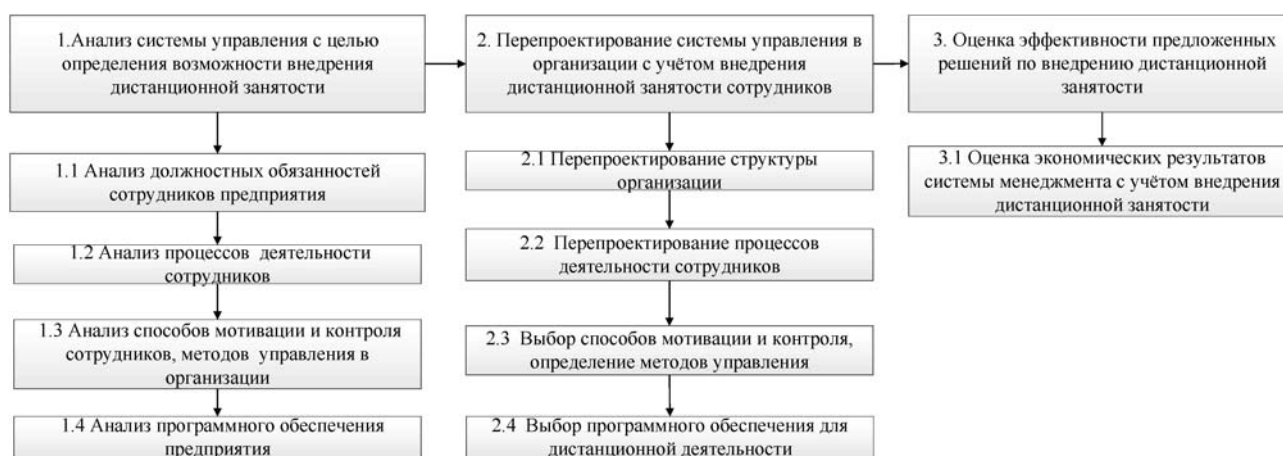 1.Анализ системы управления с целью
определения возможности внедрения
дистанционной занятости
1.1 Анализ должностных обязанностей
сотрудников предприятия
1.2 Анализ процессов деятельности
сотрудников
1.3 Анализ способов мотивации и контроля
сотрудников, методов управления в
организации
1.4 Анализ программного обеспечения
предприятия
2. Перепроектирование системы управления в
организации с учётом внедрения
дистанционной занятости сотрудников
2.1 Перепроектирование структуры
организации
2.2 Перепроектирование процессов
деятельности сотрудников
2.3 Выбор способов мотивации и контроля,
определение методов управления
2.4 Выбор программного обеспечения для
дистанционной деятельности
3. Оценка эффективности предложенных
решений по внедрению дистанционной
занятости
3.1 Оценка экономических результатов
системы менеджмента с учётом внедрения
дистанционной занятости